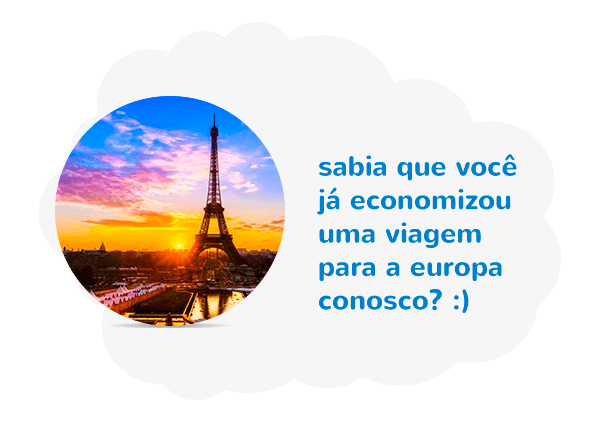 sabia que você
já economizou
uma viagem
para a europa
conosco? :)